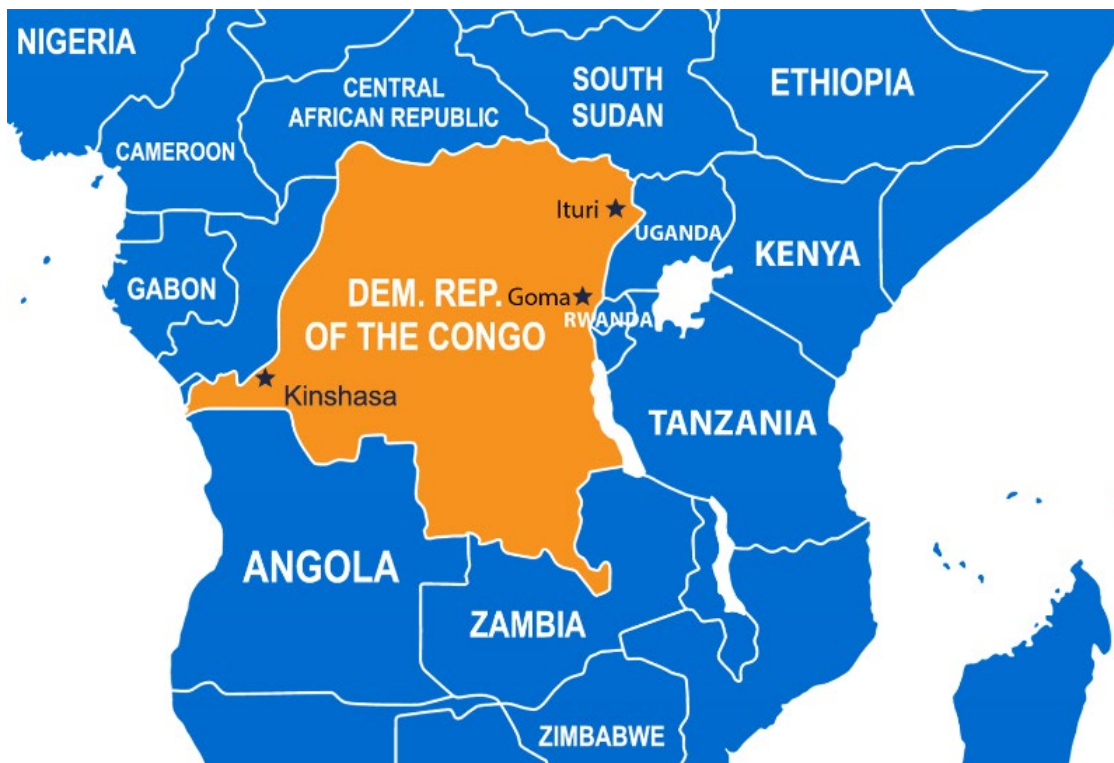 NIGERIA
CENTRAL
AFRICAN REPUBLIC
SOUTH
SUDAN
ETHIOPIA
CAMEROON
Ituri
UGANDA
KENYA
GABON
DEM. REP.
OF THE CONGO
Goma
RWANDA
Kinshasa
TANZANIA
ANGOLA
ZAMBIA
ZIMBABWE